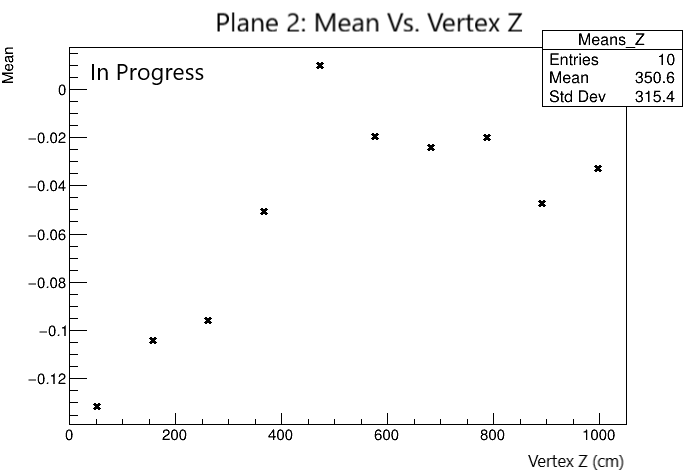 Plane 2: Mean Vs. Vertex Z
Means_Z
Entries 10
Mean 350.6
Std Dev 315.4
Mean
In Progress
0
−0.02
−0.04
−0.06
−0.08
−0.1
−0.12
0 200 400 600 800 1000
Vertex Z (cm)